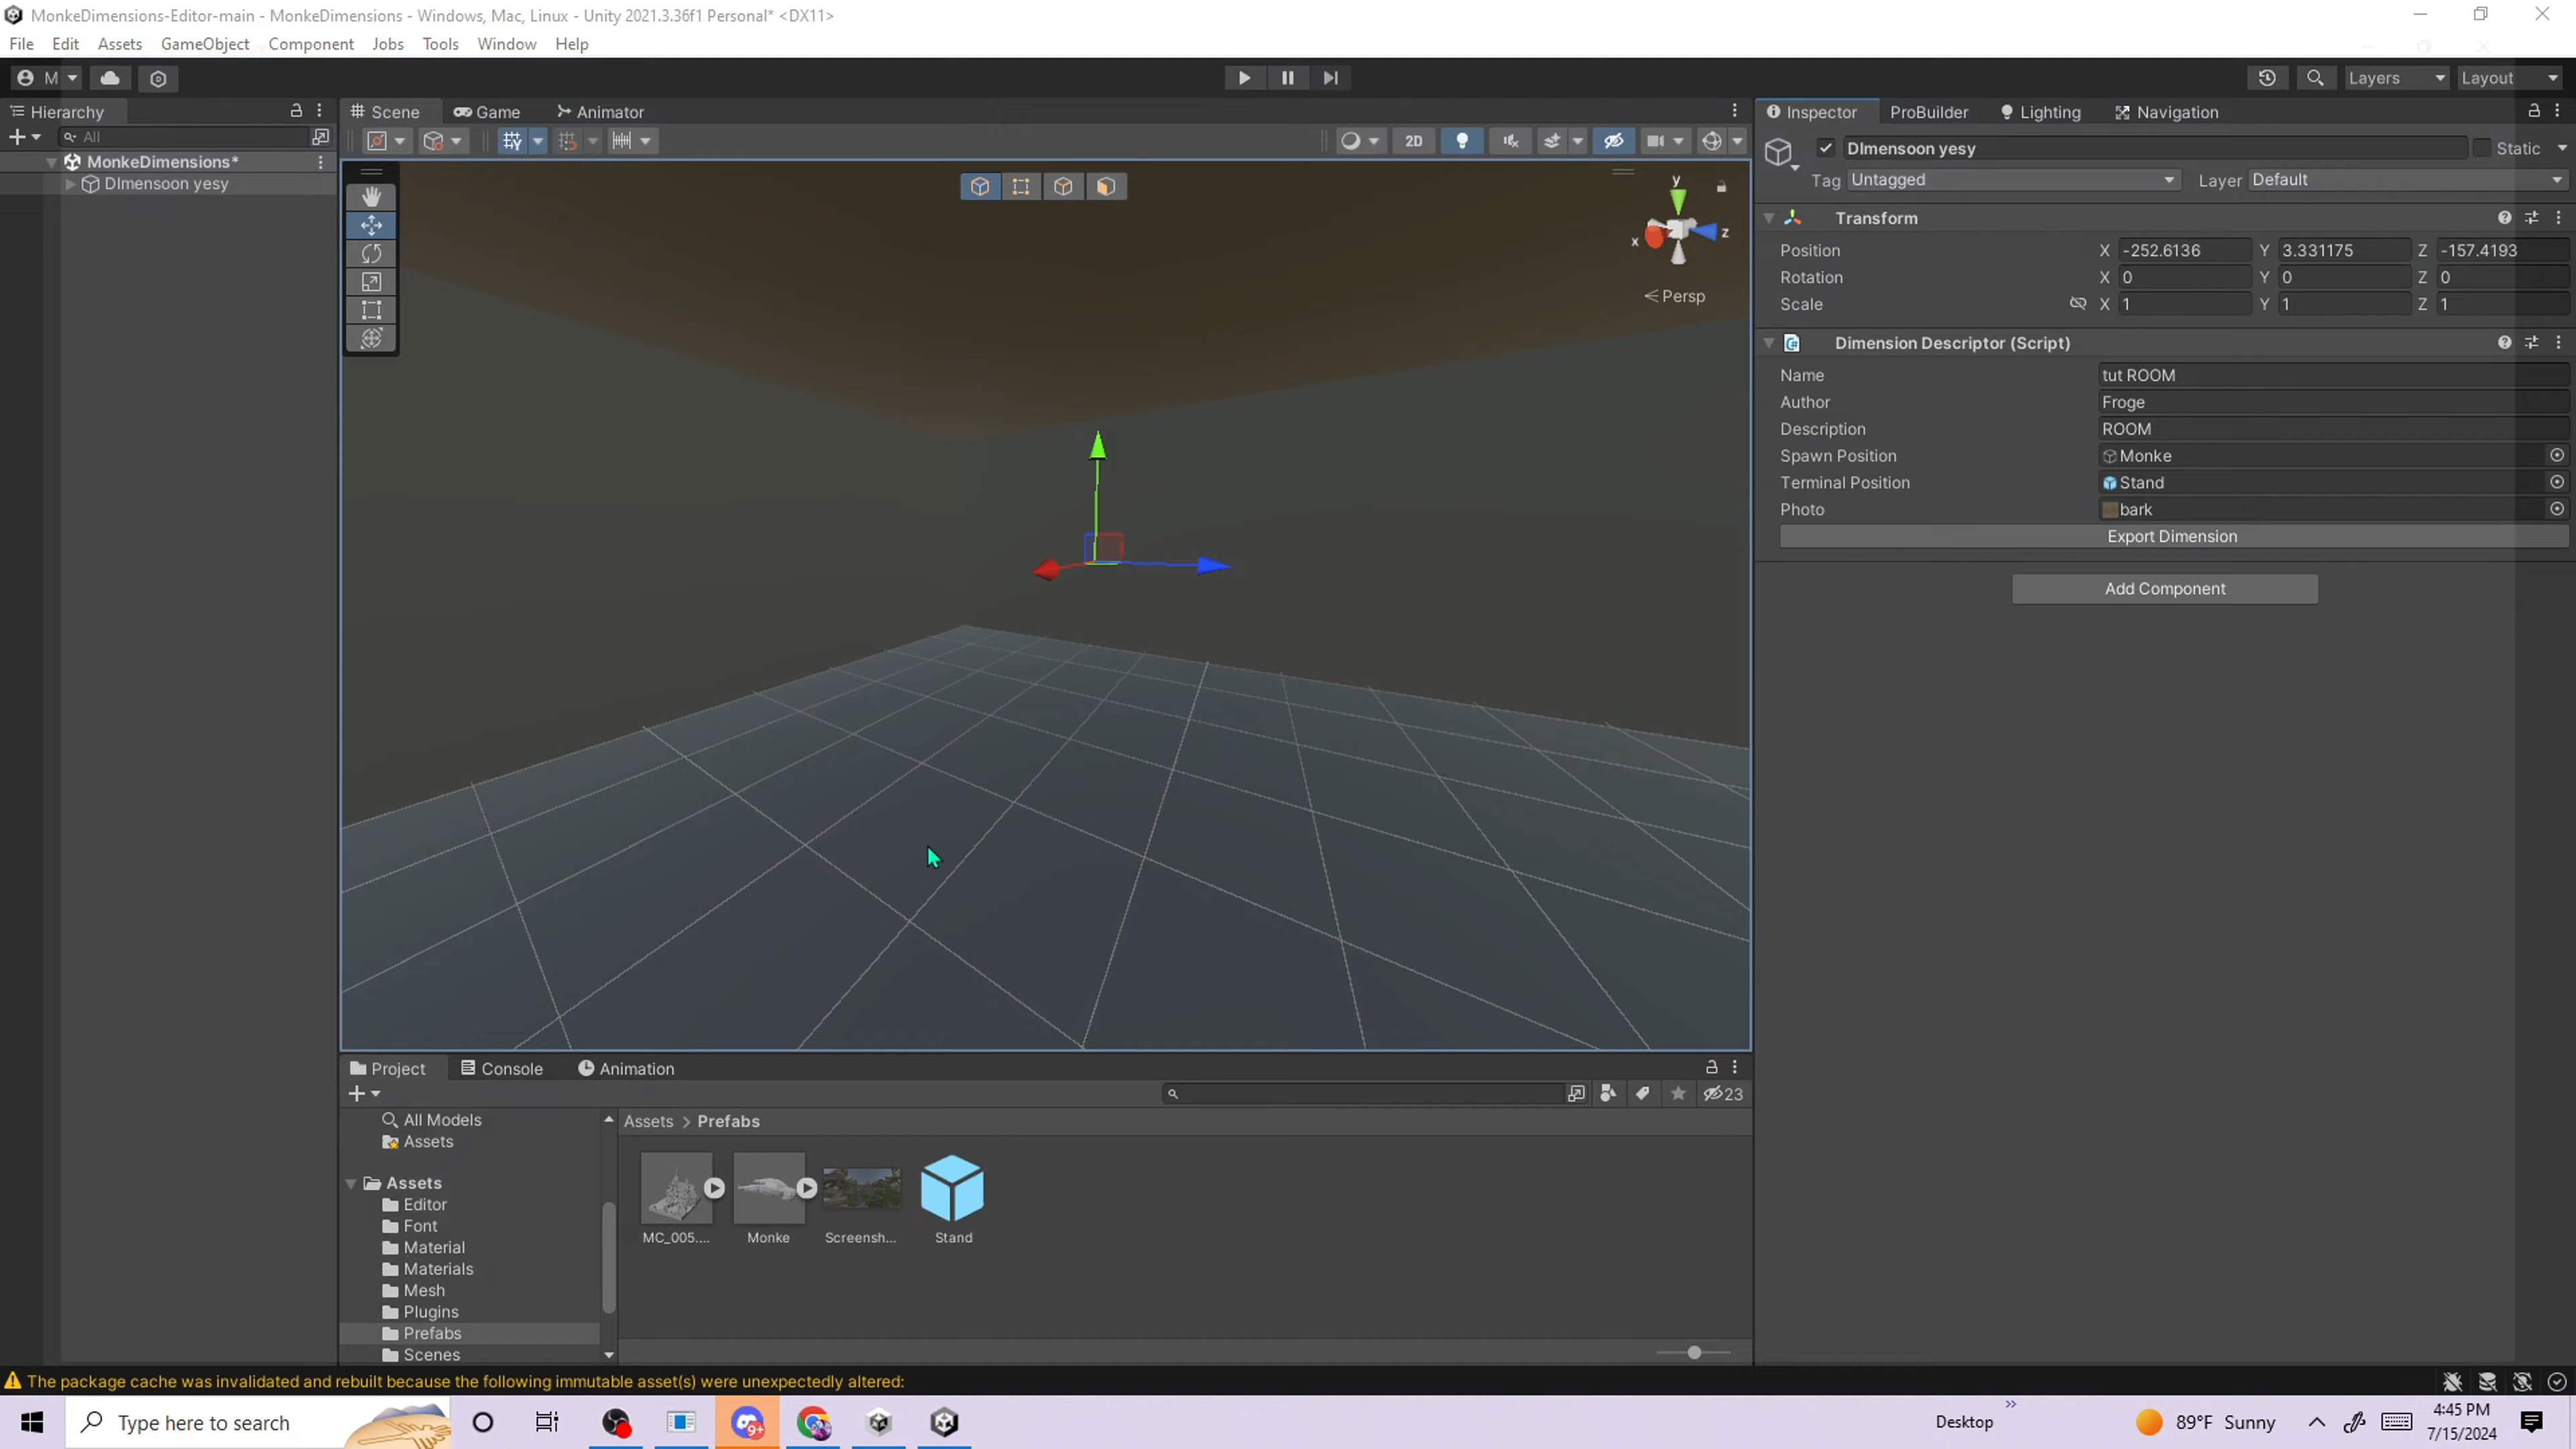 MonkeDimensions-Editor-main - MonkeDimensions - Windows, Mac, Linux - Unity 2021.3.36f1 Personal* <DX11>
File Edit Assets GameObject Component Jobs Tools Window Help
M Layers Layout
Hierarchy Scene Game Animator Inspector ProBuilder Lighting Navigation
All 2D
MonkeDimensions*
DImensoon yesy
DImensoon yesy Static
Tag Untagged Layer Default
Transform
Position X -252.6136 Y 3.331175 Z -157.4193
Rotation X 0 Y 0 Z 0
Scale X 1 Y 1 Z 1
y
x
z
Persp
Dimension Descriptor (Script)
Name tut ROOM
Author Froge
Description ROOM
Spawn Position Monke
Terminal Position Stand
Photo bark
Export Dimension
Add Component
Project Console Animation
23
All Models
Assets
Assets
Editor
Font
Material
Materials
Mesh
Plugins
Prefabs
Scenes
Assets > Prefabs
MC_005.... Monke Screensh... Stand
The package cache was invalidated and rebuilt because the following immutable asset(s) were unexpectedly altered:
Type here to search 9+ Desktop 89°F Sunny 4:45 PM
7/15/2024